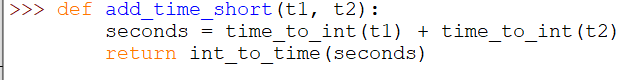 >>> def add_time_short(t1, t2):
        seconds = time_to_int(t1) + time_to_int(t2)
        return int_to_time(seconds)